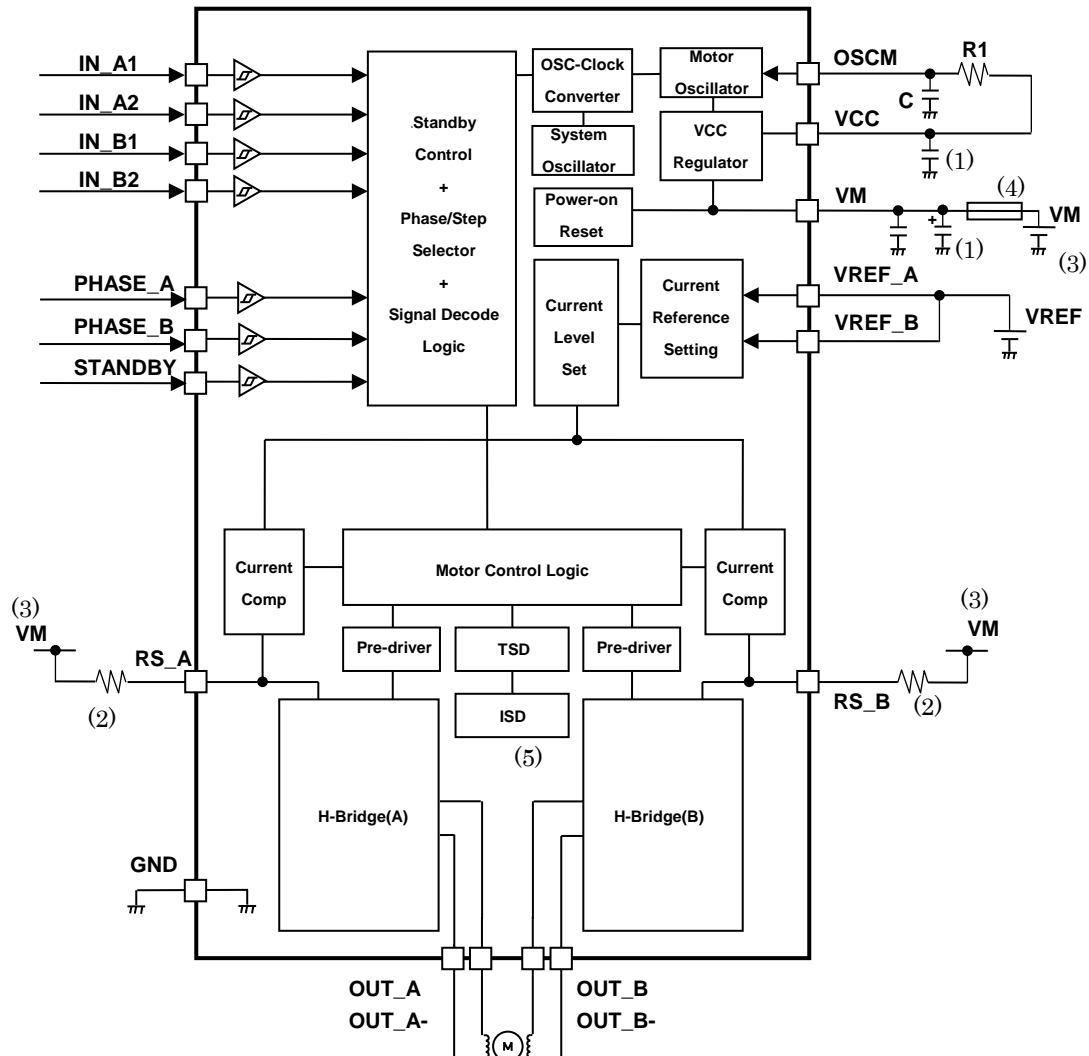 IN_A1
IN_A2
IN_B1
IN_B2
PHASE_A
PHASE_B
STANDBY
.Standby
Control
+
Phase/Step
Selector
+
Signal Decode
Logic
OSC-Clock
Converter
System
Oscillator
Motor
Oscillator
VCC
Regulator
Power-on
Reset
Current
Level
Set
Current
Reference
Setting
OSCM
R1
C
VCC
(1)
VM
(4)
+
(1)
VM
(3)
VREF_A
VREF_B
VREF
Current
Comp
Motor Control Logic
Current
Comp
Pre-driver
TSD
Pre-driver
ISD
(5)
(3)
VM
RS_A
(2)
(3)
VM
RS_B
(2)
H-Bridge(A)
H-Bridge(B)
GND
OUT_A
OUT_A-
OUT_B
OUT_B-
M